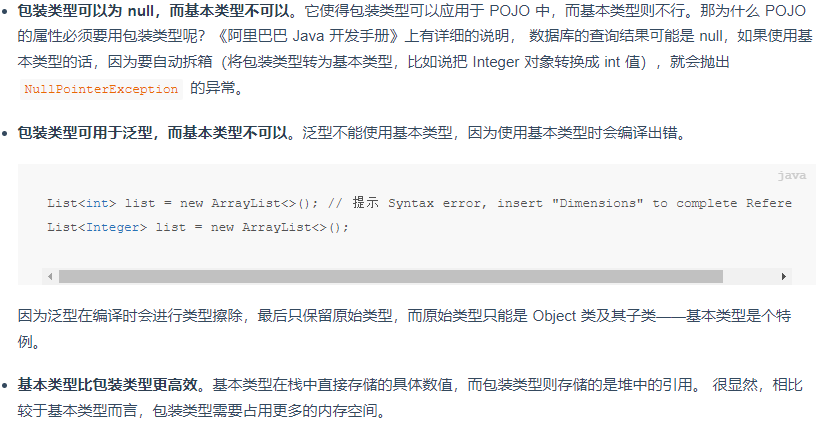 包装类型可以为 null，而基本类型不可以。它使得包装类型可以应用于 POJO 中，而基本类型则不行。那为什么 POJO
的属性必须要用包装类型呢？《阿里巴巴 Java 开发手册》上有详细的说明， 数据库的查询结果可能是 null，如果使用基
本类型的话，因为要自动拆箱（将包装类型转为基本类型，比如说把 Integer 对象转换成 int 值），就会抛出
NullPointerException 的异常。
包装类型可用于泛型，而基本类型不可以。泛型不能使用基本类型，因为使用基本类型时会编译出错。
java
List<int> list = new ArrayList<>(); // 提示 Syntax error, insert "Dimensions" to complete Refere
List<Integer> list = new ArrayList<>();
因为泛型在编译时会进行类型擦除，最后只保留原始类型，而原始类型只能是 Object 类及其子类——基本类型是个特
例。
基本类型比包装类型更高效。基本类型在栈中直接存储的具体数值，而包装类型则存储的是堆中的引用。 很显然，相比
较于基本类型而言，包装类型需要占用更多的内存空间。